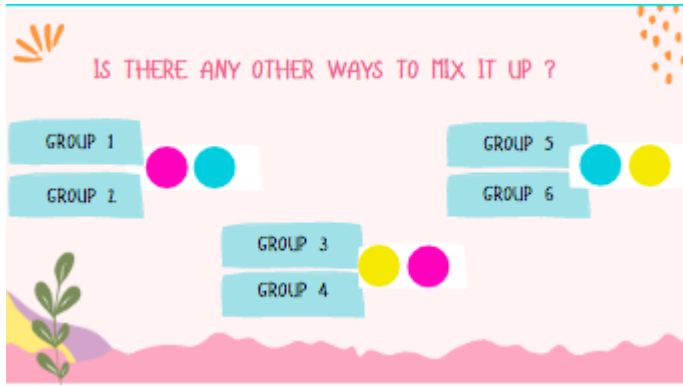 IS THERE ANY OTHER WAYS TO MIX IT UP ?
GROUP 1
GROUP 2
GROUP 5
GROUP 6
GROUP 3
GROUP 4